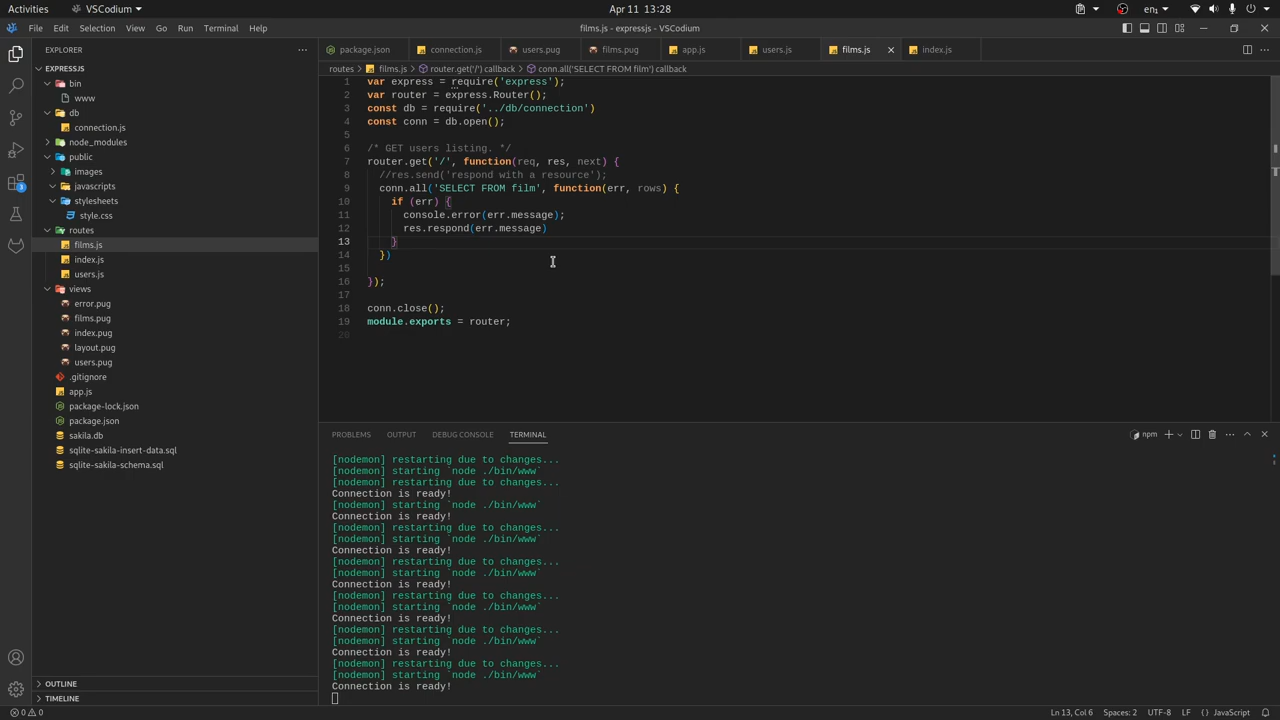 Activities VSCodium Apr 11 13:28 en1
File Edit Selection View Go Run Terminal Help films.js - expressjs - VSCodium
EXPLORER
EXPRESSJS
bin
www
db
connection.js
node_modules
public
images
javascripts
stylesheets
style.css
routes
films.js
index.js
users.js
views
error.pug
films.pug
index.pug
layout.pug
users.pug
.gitignore
app.js
package-lock.json
package.json
sakila.db
sqlite-sakila-insert-data.sql
sqlite-sakila-schema.sql
OUTLINE
TIMELINE
3
package.json connection.js users.pug films.pug app.js users.js films.js index.js
routes > films.js > router.get('/') callback > conn.all('SELECT FROM film') callback
1 var express = require('express');
2 var router = express.Router();
3 const db = require('../db/connection')
4 const conn = db.open();
5
6 /* GET users listing. */
7 router.get('/', function(req, res, next) {
8 //res.send('respond with a resource');
9 conn.all('SELECT FROM film', function(err, rows) {
10 if (err) {
11 console.error(err.message);
12 res.respond(err.message)
13 }
14 })
15
16 });
17
18 conn.close();
19 module.exports = router;
20
PROBLEMS OUTPUT DEBUG CONSOLE TERMINAL npm
[nodemon] restarting due to changes...
[nodemon] starting `node ./bin/www`
[nodemon] restarting due to changes...
Connection is ready!
[nodemon] starting `node ./bin/www`
Connection is ready!
[nodemon] restarting due to changes...
[nodemon] starting `node ./bin/www`
Connection is ready!
[nodemon] restarting due to changes...
[nodemon] starting `node ./bin/www`
Connection is ready!
[nodemon] restarting due to changes...
[nodemon] starting `node ./bin/www`
Connection is ready!
[nodemon] restarting due to changes...
[nodemon] starting `node ./bin/www`
Connection is ready!
[nodemon] restarting due to changes...
[nodemon] starting `node ./bin/www`
Connection is ready!
0 0 Ln 13, Col 6 Spaces: 2 UTF-8 LF {} JavaScript